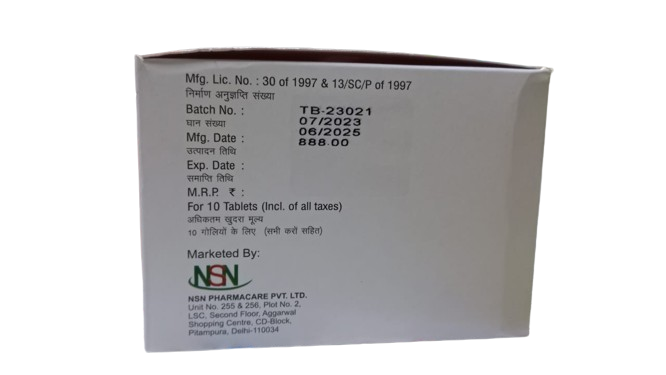 Mfg. Lic. No. : 30 of 1997 & 13/SC/P of 1997
निर्माण अनुज्ञप्ति संख्या
Batch No. : TB-23021
घान संख्या 07/2023
Mfg. Date : 06/2025
उत्पादन तिथि 888.00
Exp. Date :
समाप्ति तिथि
M.R.P. ₹ :
For 10 Tablets (Incl. of all taxes)
अधिकतम खुदरा मूल्य
10 गोलियों के लिए (सभी करों सहित)
Marketed By:
NSN
NSN PHARMACARE PVT. LTD.
Unit No. 255 & 256, Plot No. 2,
LSC, Second Floor, Aggarwal
Shopping Centre, CD-Block,
Pitampura, Delhi-110034